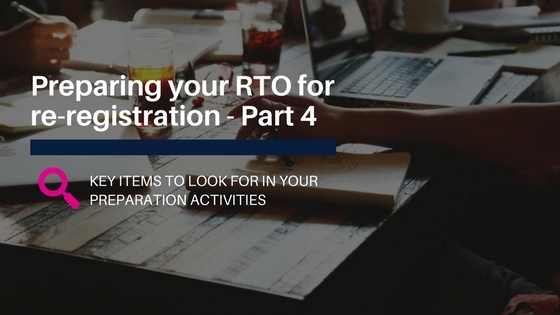 Preparing your RTO for
re-registration - Part 4
KEY ITEMS TO LOOK FOR IN YOUR
PREPARATION ACTIVITIES